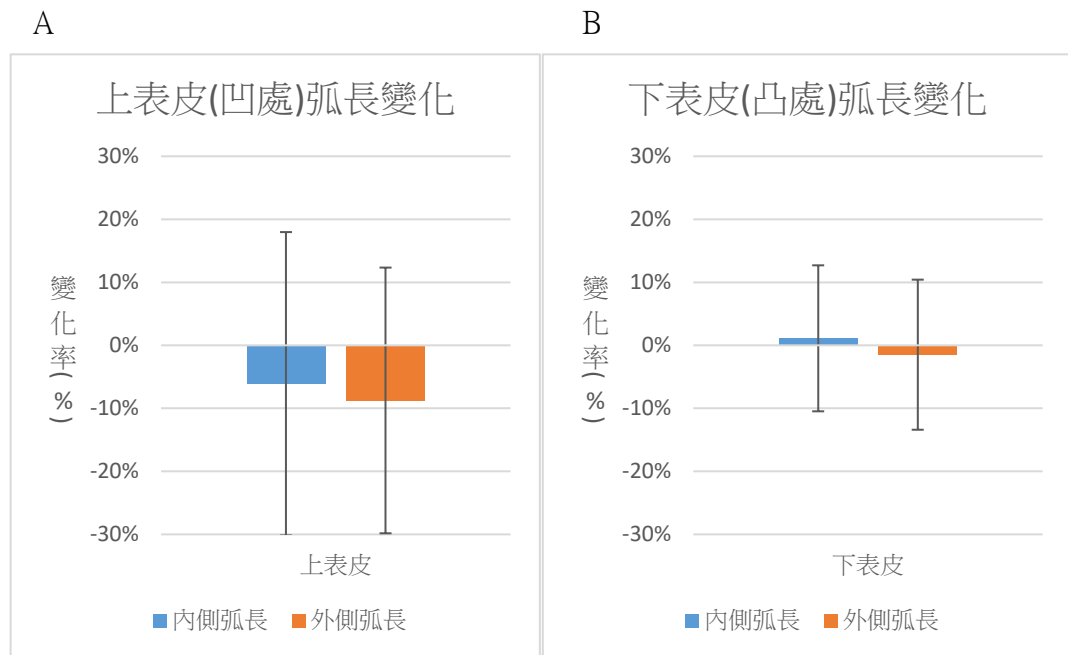 A
B
上表皮(凹處)弧長變化
30%
20%
10%
0%
-10%
-20%
-30%
變化率(%)
上表皮
內側弧長 外側弧長
下表皮(凸處)弧長變化
30%
20%
10%
0%
-10%
-20%
-30%
變化率(%)
下表皮
內側弧長 外側弧長